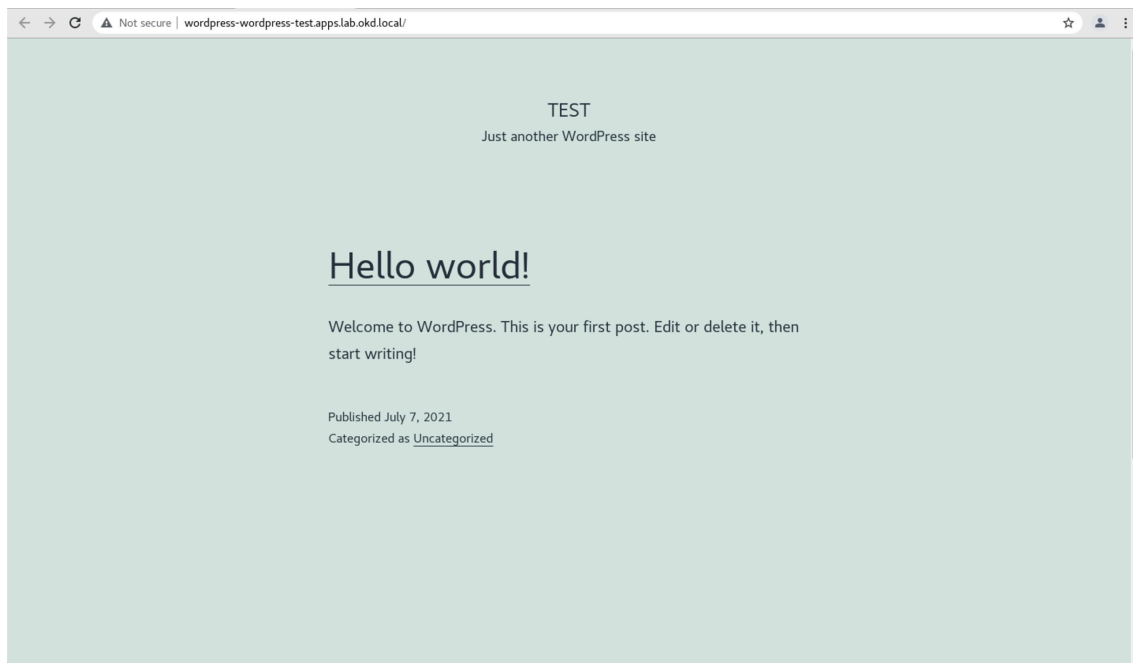 Not secure wordpress-wordpress-test.apps.lab.okd.local/
TEST
Just another WordPress site
Hello world!
Welcome to WordPress. This is your first post. Edit or delete it, then
start writing!
Published July 7, 2021
Categorized as Uncategorized